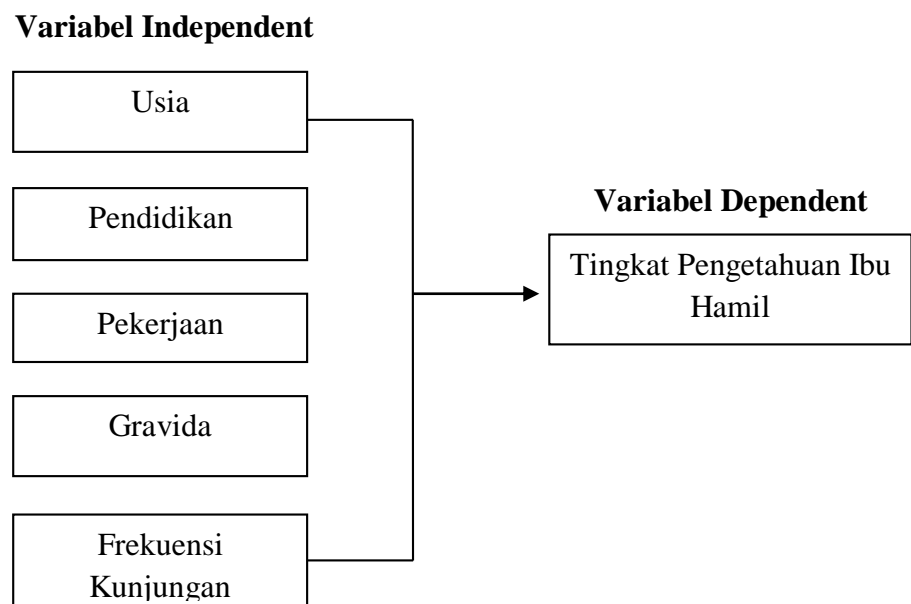 Variabel Independent
Usia
Pendidikan
Pekerjaan
Gravida
Frekuensi
Kunjungan
Variabel Dependent
Tingkat Pengetahuan Ibu
Hamil